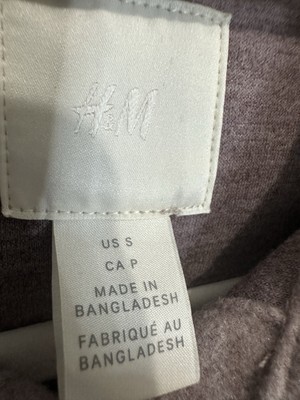 H&M
US S
CA P
MADE IN
BANGLADESH
FABRIQUÉ AU
BANGLADESH